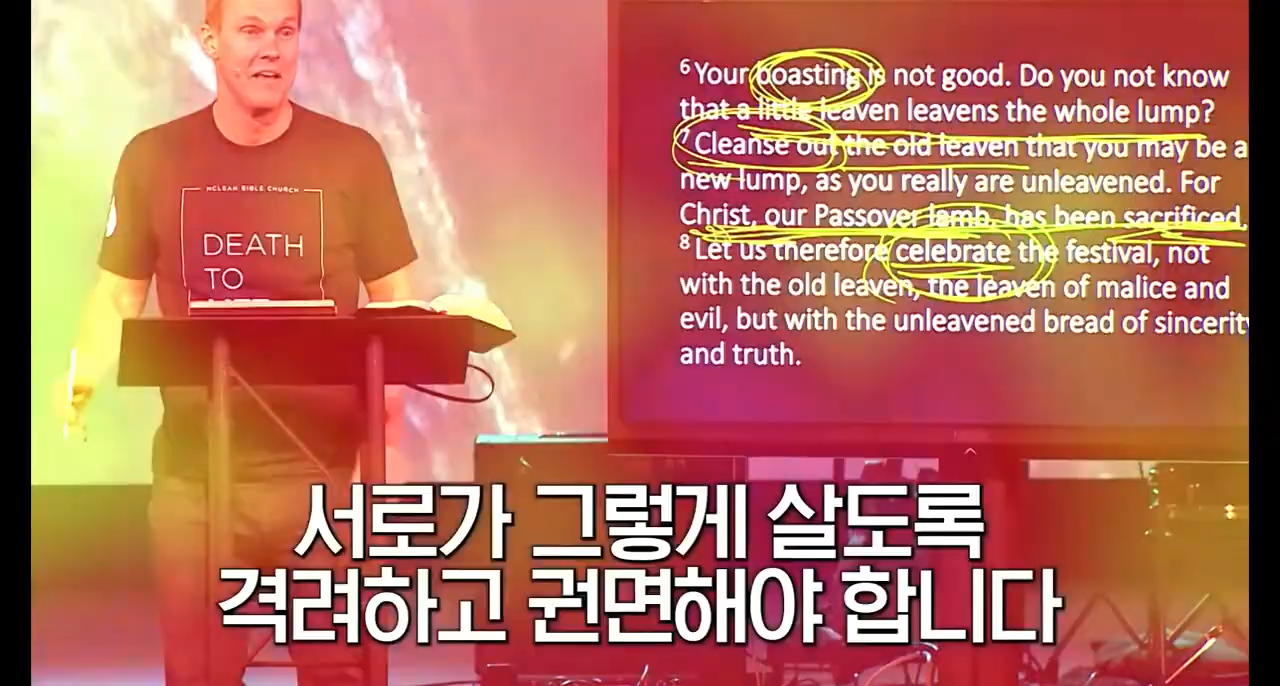 MCLEAN BIBLE CHURCH
DEATH
TO
6 Your boasting is not good. Do you not know
that a little leaven leavens the whole lump?
7 Cleanse out the old leaven that you may be a
new lump, as you really are unleavened. For
Christ, our Passover lamb, has been sacrificed.
8 Let us therefore celebrate the festival, not
with the old leaven, the leaven of malice and
evil, but with the unleavened bread of sincerity
and truth.
서로가 그렇게 살도록
격려하고 권면해야 합니다